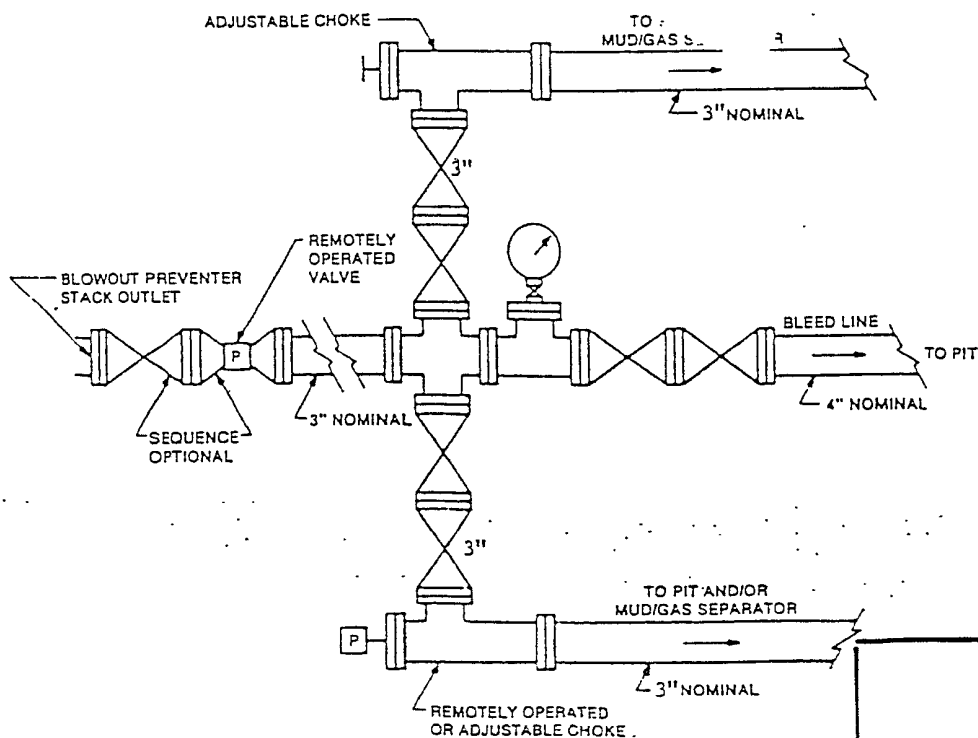 ADJUSTABLE CHOKE
TO
MUD/GAS
3" NOMINAL
3"
REMOTELY
OPERATED
VALVE
BLOWOUT PREVENTER
STACK OUTLET
P
BLEED LINE
TO PIT
4" NOMINAL
3" NOMINAL
SEQUENCE
OPTIONAL
3"
TO PIT AND/OR
MUD/GAS SEPARATOR
P
3" NOMINAL
REMOTELY OPERATED
OR ADJUSTABLE CHOKE